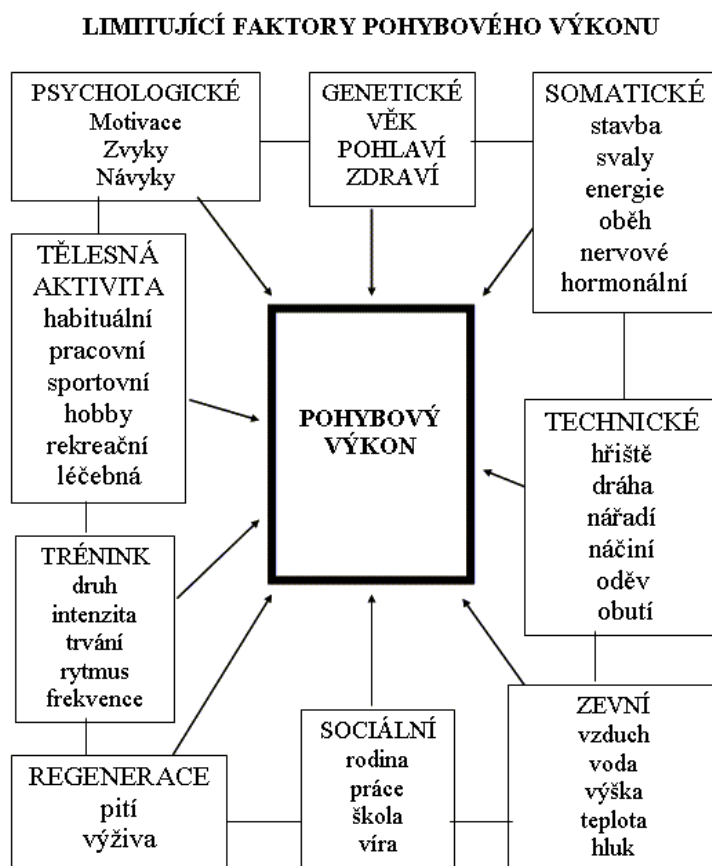 LIMITUJÍCÍ FAKTORY POHYBOVÉHO VÝKONU
PSYCHOLOGICKÉ
Motivace
Zvyky
Návyky
GENETICKÉ
VĚK
POHLAVÍ
ZDRAVÍ
SOMATICKÉ
stavba
svaly
energie
oběh
nervové
hormonální
TĚLESNÁ
AKTIVITA
habituální
pracovní
sportovní
hobby
rekreační
léčebná
POHYBOVÝ
VÝKON
TECHNICKÉ
hřiště
dráha
nářadí
náčiní
oděv
obutí
TRÉNINK
druh
intenzita
trvání
rytmus
frekvence
REGENERACE
pití
výživa
SOCIÁLNÍ
rodina
práce
škola
víra
ZEVNÍ
vzduch
voda
výška
teplota
hluk